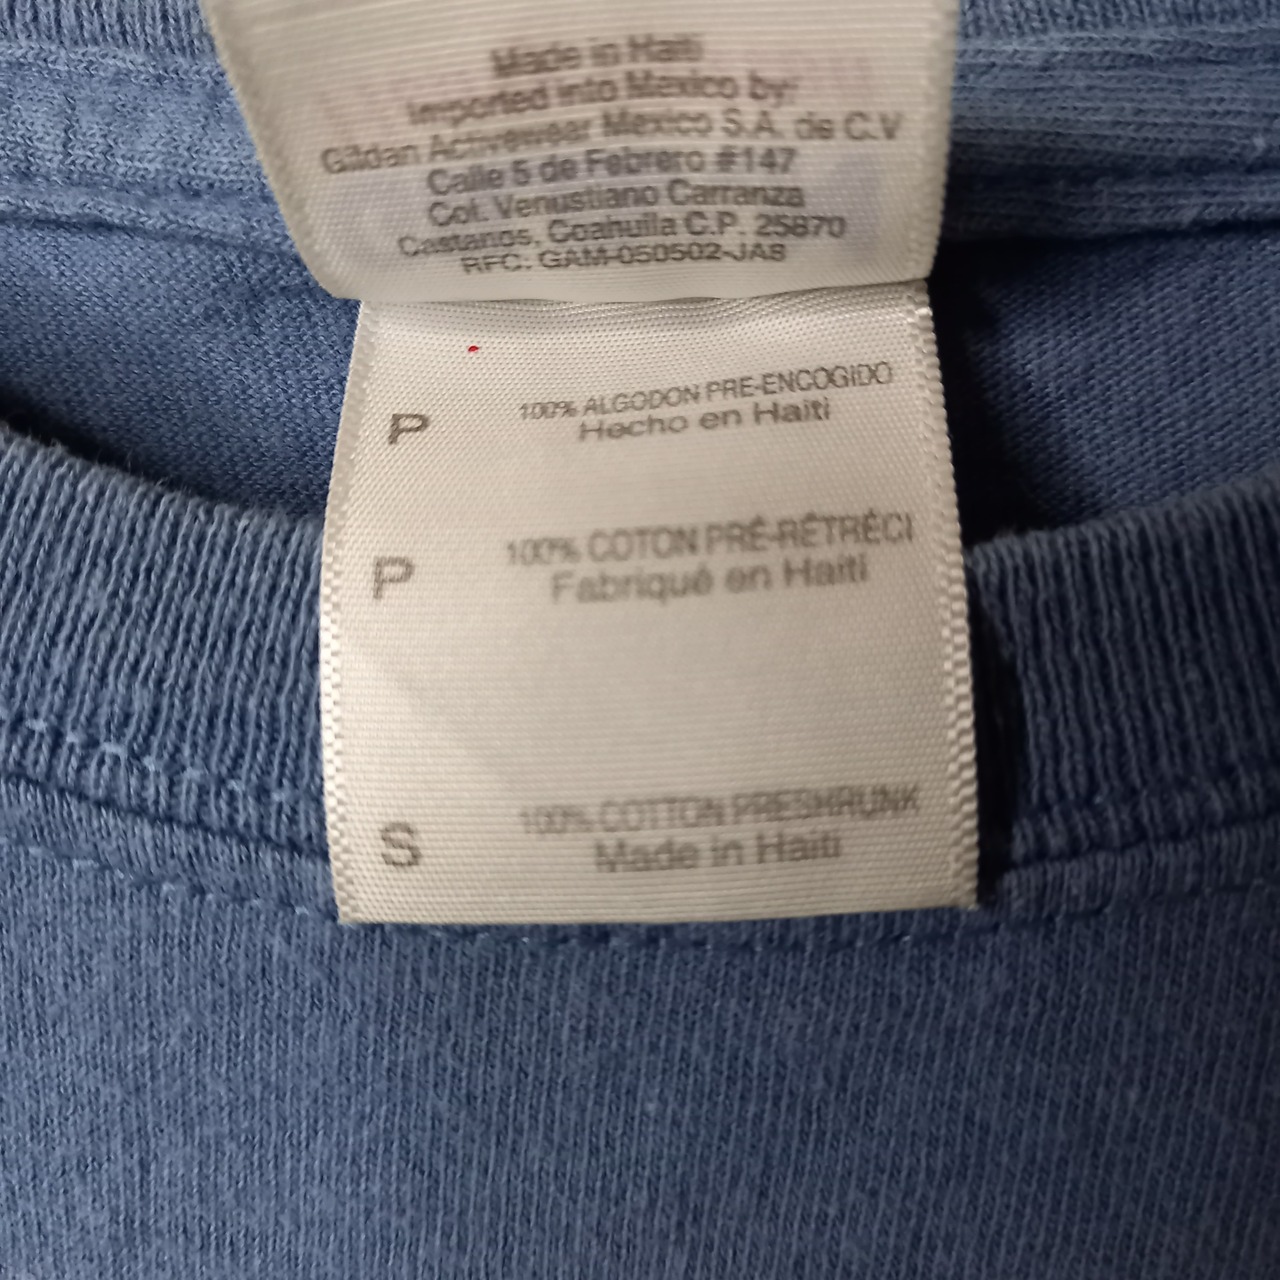 Made in Haiti
Imported into Mexico by:
Gildan Activewear Mexico S.A. de C.V
Calle 5 de Febrero #147
Col. Venustiano Carranza
Castanos, Coahuila C.P. 25870
RFC: GAM-050502-JA8
P
100% ALGODON PRE-ENCOGIDO
Hecho en Haiti
P
100% COTON PRÉ-RÉTRÉCI
Fabriqué en Haiti
S
100% COTTON PRESHRUNK
Made in Haiti